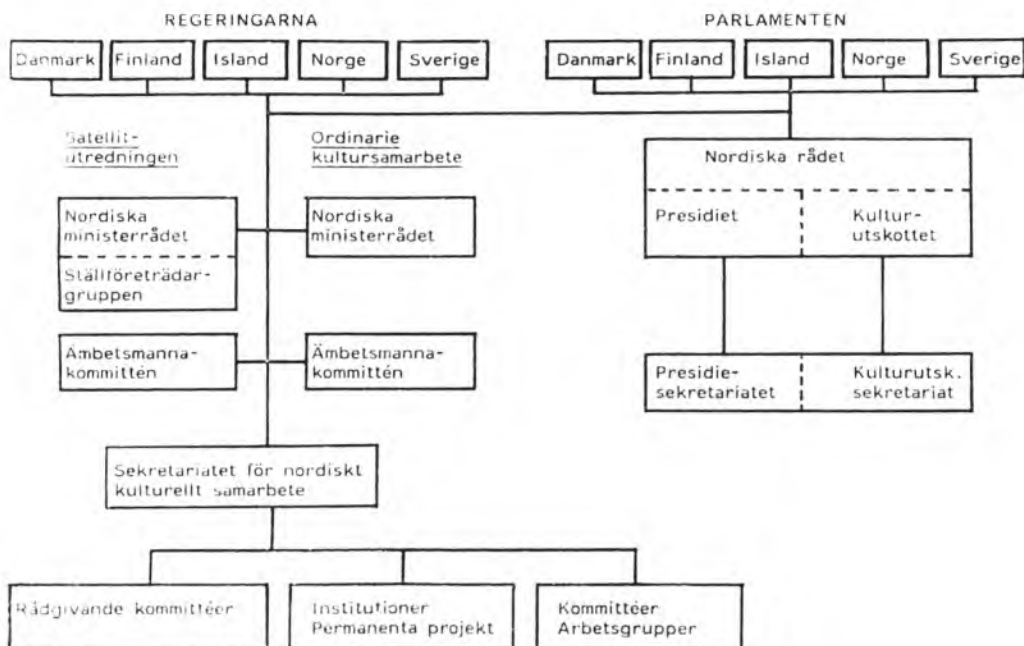 REGERINGARNA
PARLAMENTEN
Danmark Finland Island Norge Sverige
Danmark Finland Island Norge Sverige
Satellit-
utredningen
Ordinarie
kultursamarbete
Nordiska rådet
Presidiet
Kultur-
utskottet
Nordiska
ministerrådet
Ställföreträdar-
gruppen
Nordiska
ministerrådet
Ämbetsmanna-
kommittén
Ämbetsmanna-
kommittén
Presidie-
sekretariatet
Kulturutsk.
sekretariat
Sekretariatet för nordiskt
kulturellt samarbete
Rådgivande kommittéer
Institutioner
Permanenta projekt
Kommittéer
Arbetsgrupper